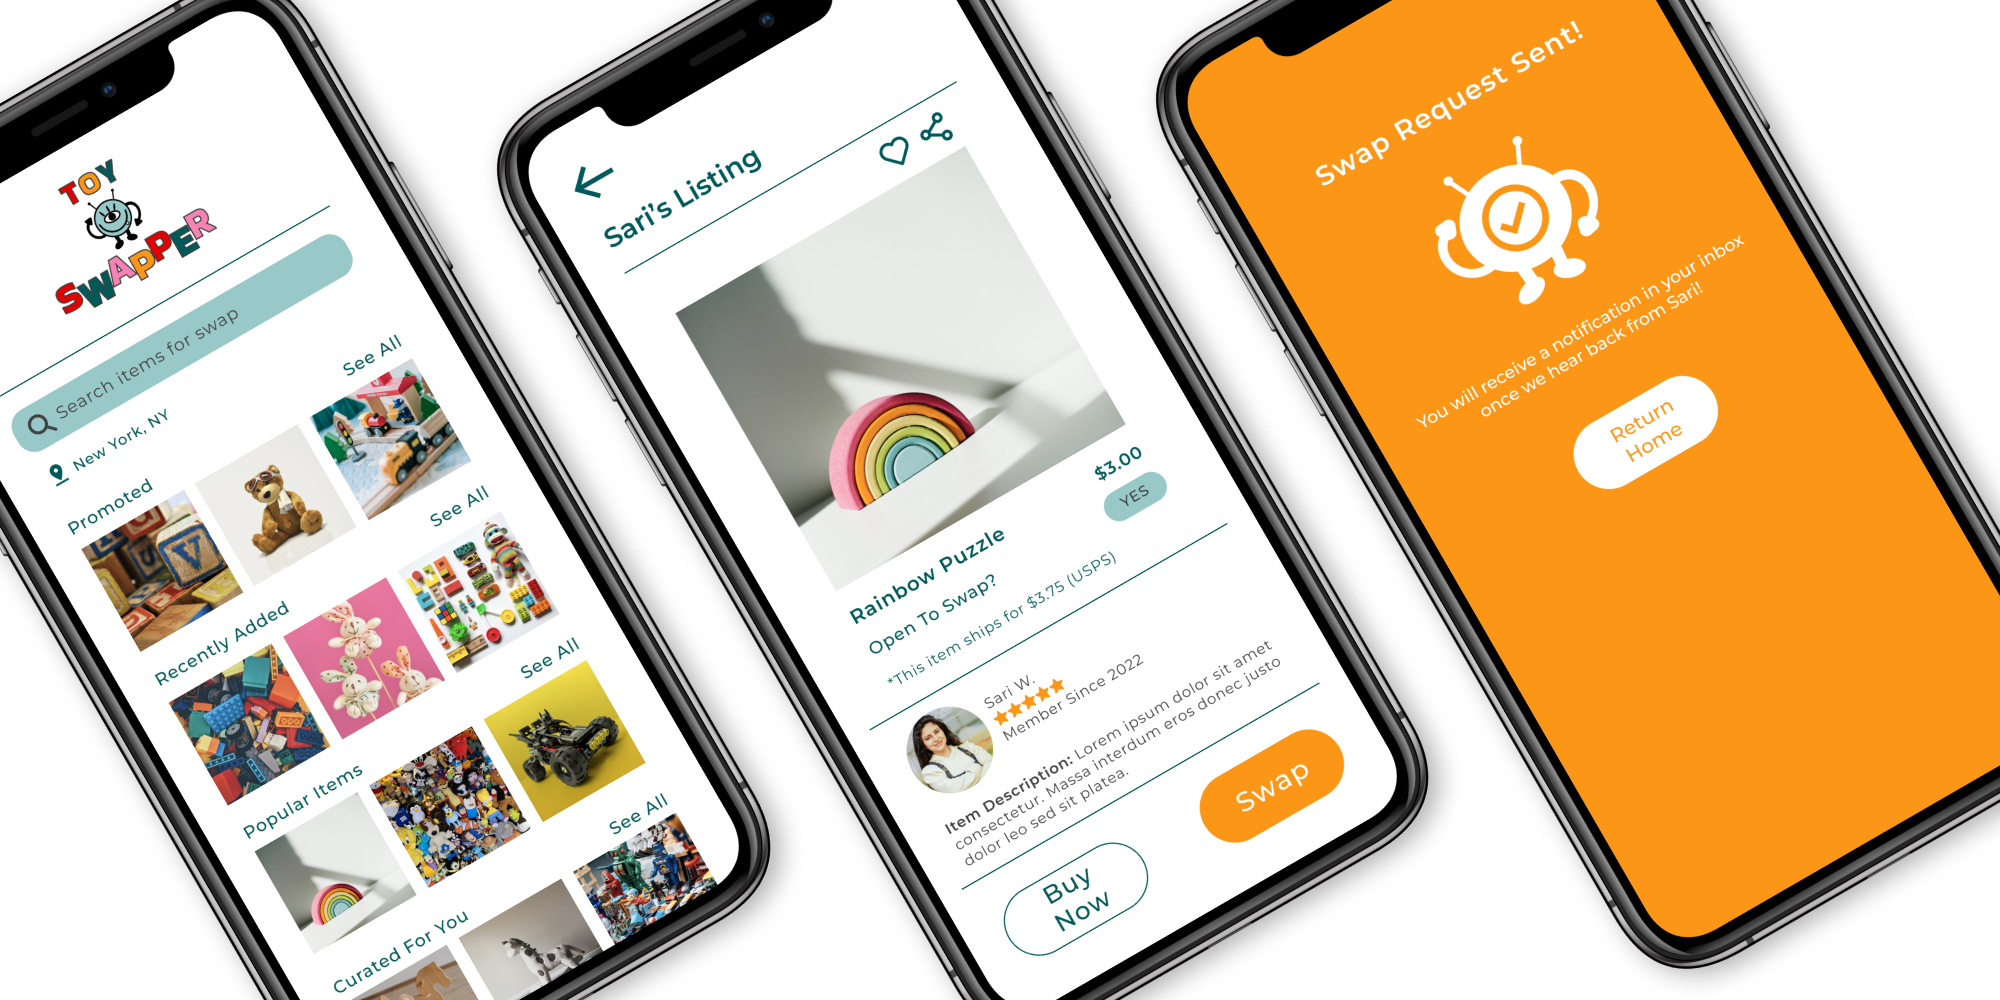 TOY
SWAPPER
Search items for swap
New York, NY
Promoted
See All
Recently Added
See All
Popular Items
See All
Curated For You
See All
Sari's Listing
Rainbow Puzzle
$3.00
Open To Swap?
YES
*This item ships for $3.75 (USPS)
Sari W.
Member Since 2022
Item Description: Lorem ipsum dolor sit amet
consectetur. Massa interdum eros donec justo
dolor leo sed sit platea.
Buy
Now
Swap
Swap Request Sent!
You will receive a notification in your inbox
once we hear back from Sari!
Return
Home